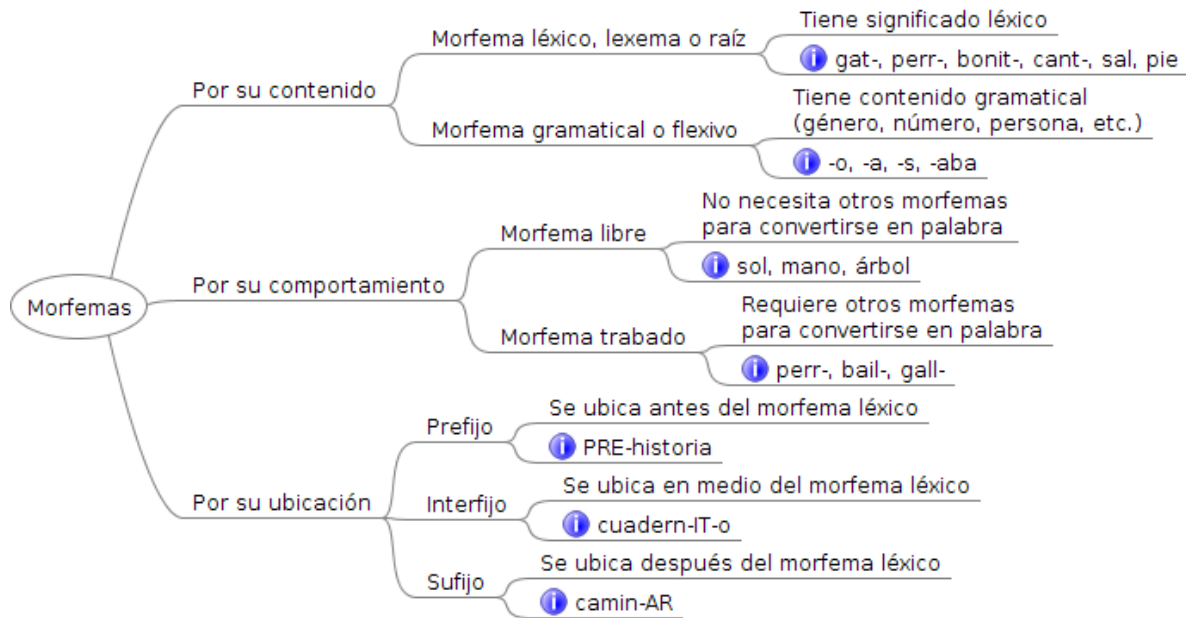 Morfemas
Por su contenido
Morfema léxico, lexema o raíz
Tiene significado léxico
gat-, perr-, bonit-, cant-, sal, pie
Morfema gramatical o flexivo
Tiene contenido gramatical
(género, número, persona, etc.)
-o, -a, -s, -aba
Por su comportamiento
Morfema libre
No necesita otros morfemas
para convertirse en palabra
sol, mano, árbol
Morfema trabado
Requiere otros morfemas
para convertirse en palabra
perr-, bail-, gall-
Por su ubicación
Prefijo
Se ubica antes del morfema léxico
PRE-historia
Interfijo
Se ubica en medio del morfema léxico
cuadern-IT-o
Sufijo
Se ubica después del morfema léxico
camin-AR